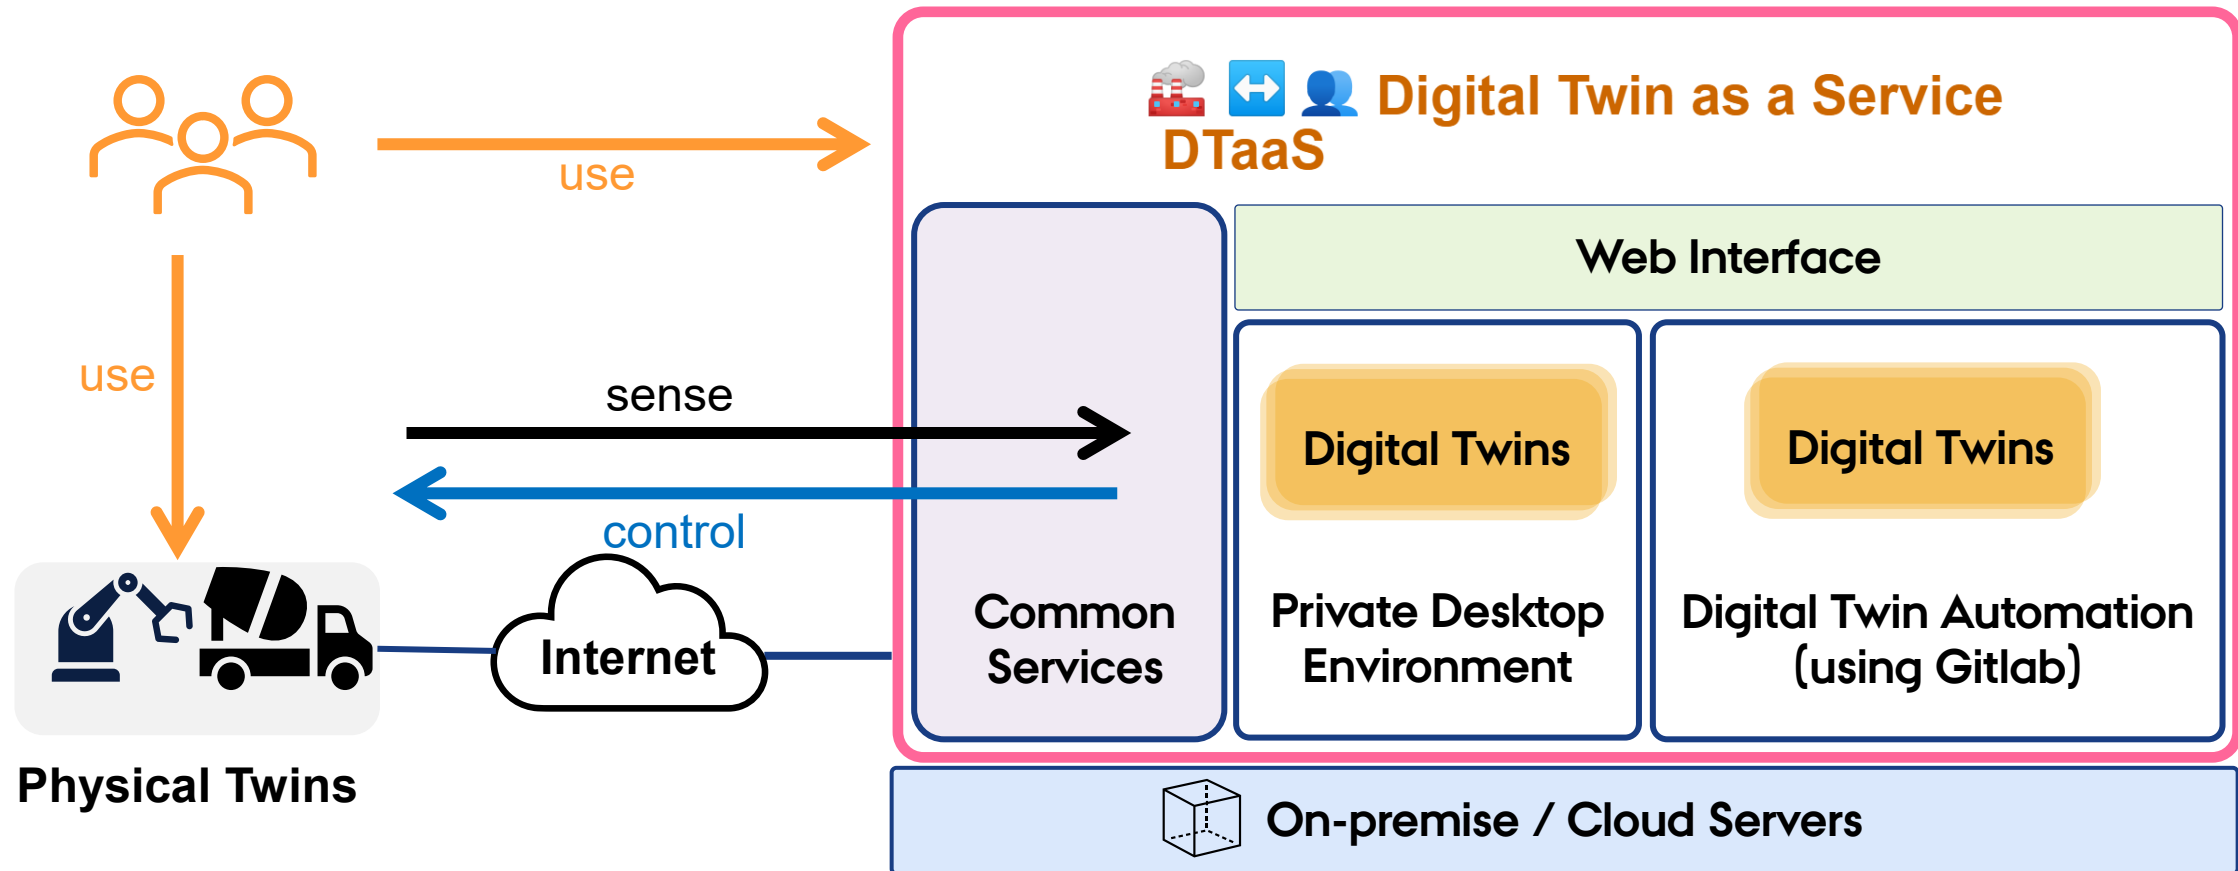 Digital Twin as a Service
DTaaS
use
Web Interface
use
sense
control
Digital Twins
Digital Twins
Common
Services
Private Desktop
Environment
Digital Twin Automation
(using Gitlab)
Internet
Physical Twins
On-premise / Cloud Servers